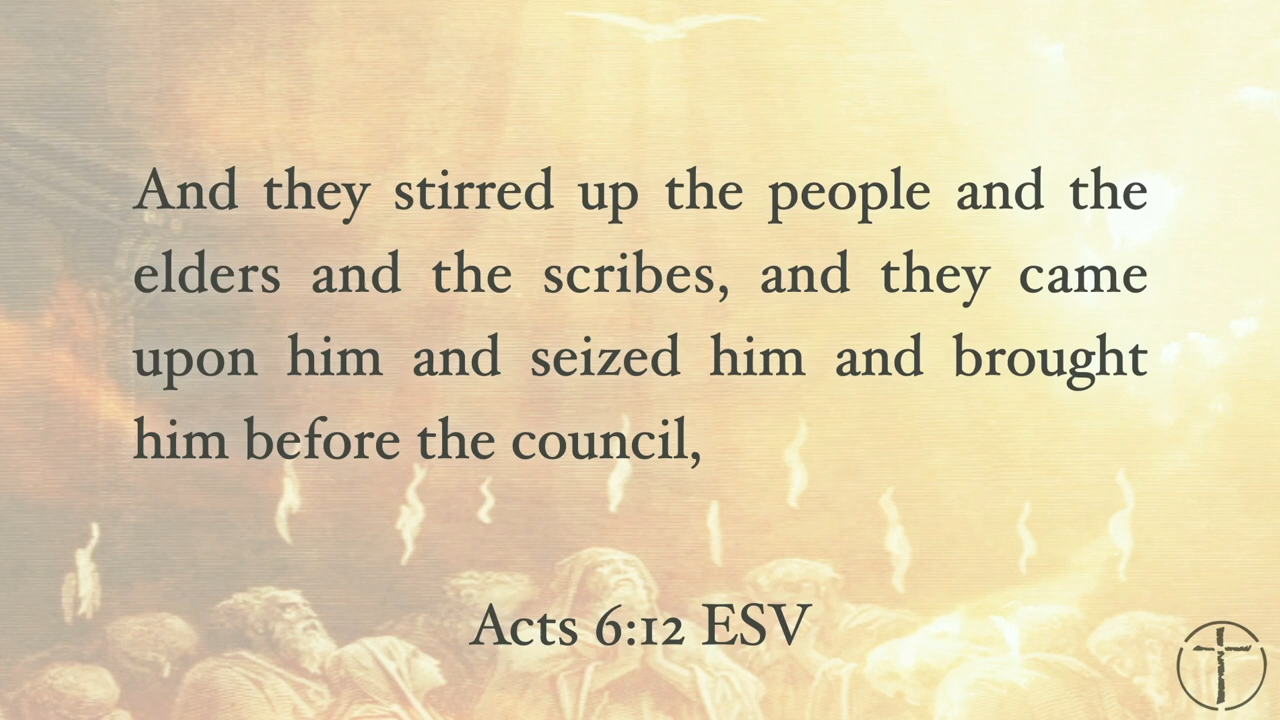 And they stirred up the people and the
elders and the scribes, and they came
upon him and seized him and brought
him before the council,
Acts 6:12 ESV